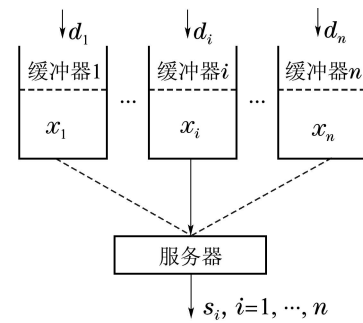 d₁ dᵢ dₙ
缓冲器1 缓冲器i 缓冲器n
... ...
x₁ xᵢ xₙ
服务器
sᵢ, i=1, ..., n